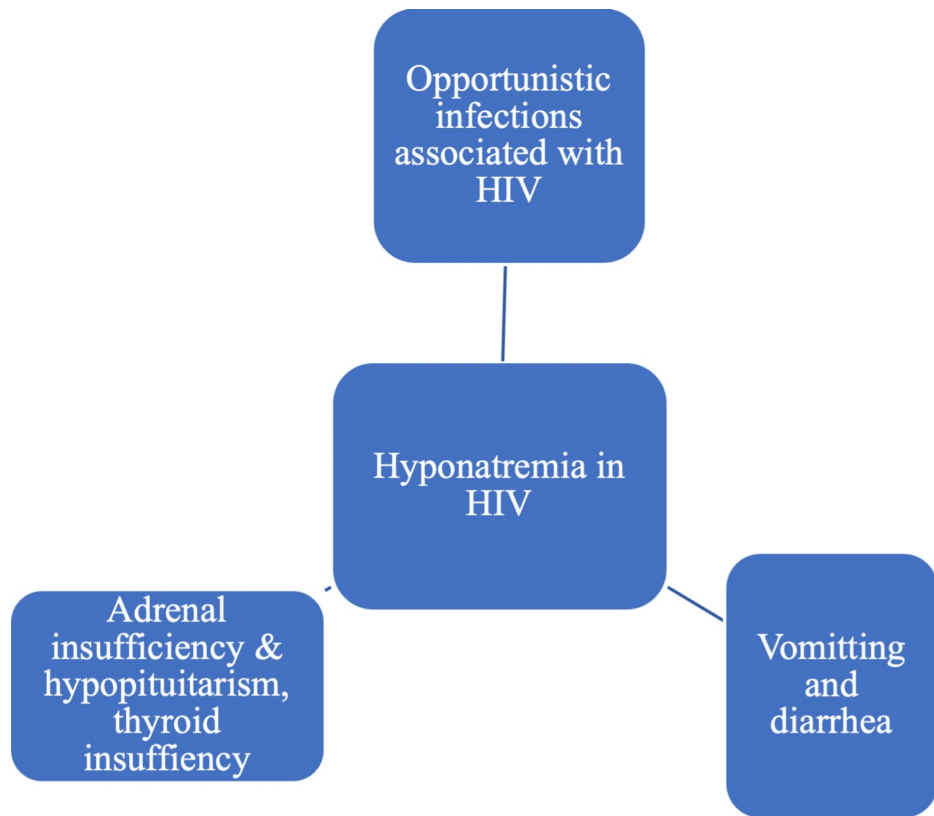 Opportunistic
infections
associated with
HIV
Hyponatremia in
HIV
Adrenal
insufficiency &
hypopituitarism,
thyroid
insuffiency
Vomitting
and
diarrhea